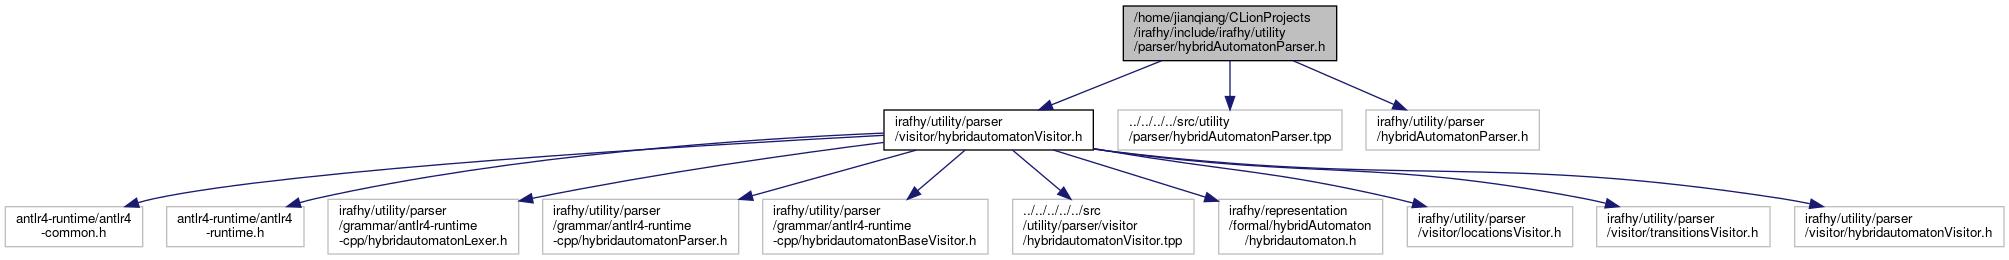 /home/jianqiang/CLionProjects
/irafhy/include/irafhy/utility
/parser/hybridAutomatonParser.h
irafhy/utility/parser
/visitor/hybridautomatonVisitor.h
../../../../src/utility
/parser/hybridAutomatonParser.tpp
irafhy/utility/parser
/hybridAutomatonParser.h
antlr4-runtime/antlr4
-common.h
antlr4-runtime/antlr4
-runtime.h
irafhy/utility/parser
/grammar/antlr4-runtime
-cpp/hybridautomatonLexer.h
irafhy/utility/parser
/grammar/antlr4-runtime
-cpp/hybridautomatonParser.h
irafhy/utility/parser
/grammar/antlr4-runtime
-cpp/hybridautomatonBaseVisitor.h
../../../../../src
/utility/parser/visitor
/hybridautomatonVisitor.tpp
irafhy/representation
/formal/hybridAutomaton
/hybridautomaton.h
irafhy/utility/parser
/visitor/locationsVisitor.h
irafhy/utility/parser
/visitor/transitionsVisitor.h
irafhy/utility/parser
/visitor/hybridautomatonVisitor.h